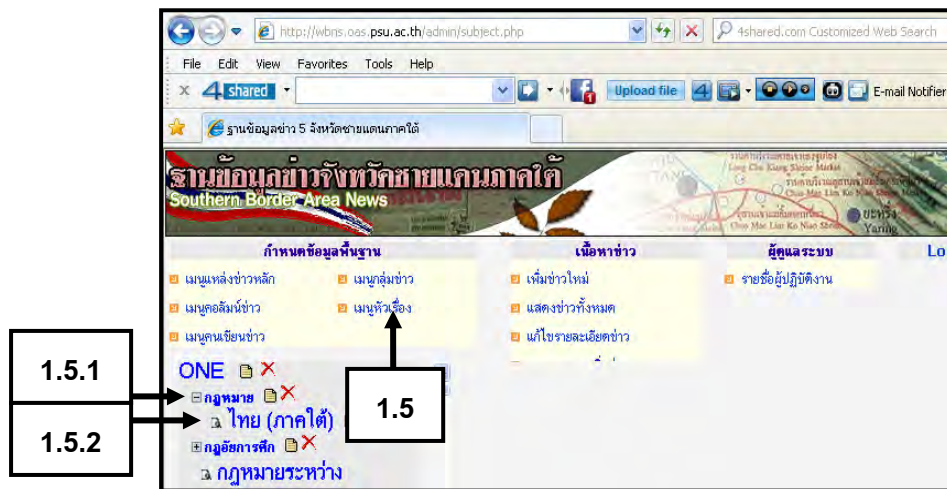 http://wbns.oas.psu.ac.th/admin/subject.php
4shared.com Customized Web Search
File Edit View Favorites Tools Help
x 4 shared Upload file E-mail Notifier
ฐานข้อมูลข่าว 5 จังหวัดชายแดนภาคใต้
ฐานข้อมูลข่าวจังหวัดชายแดนภาคใต้
Southern Border Area News
ยะหริ่ง
Yaring
กำหนดข้อมูลพื้นฐาน เนื้อหาข่าว ผู้ดูแลระบบ Lo
เมนูแหล่งข่าวหลัก เมนูกลุ่มข่าว เพิ่มข่าวใหม่ รายชื่อผู้ปฏิบัติงาน
เมนูคอลัมน์ข่าว เมนูหัวเรื่อง แสดงข่าวทั้งหมด
เมนูคนเขียนข่าว แก้ไขรายละเอียดข่าว
ONE
1.5.1 กฎหมาย 1.5
1.5.2 ไทย (ภาคใต้)
กฎอัยการศึก
กฎหมายระหว่าง